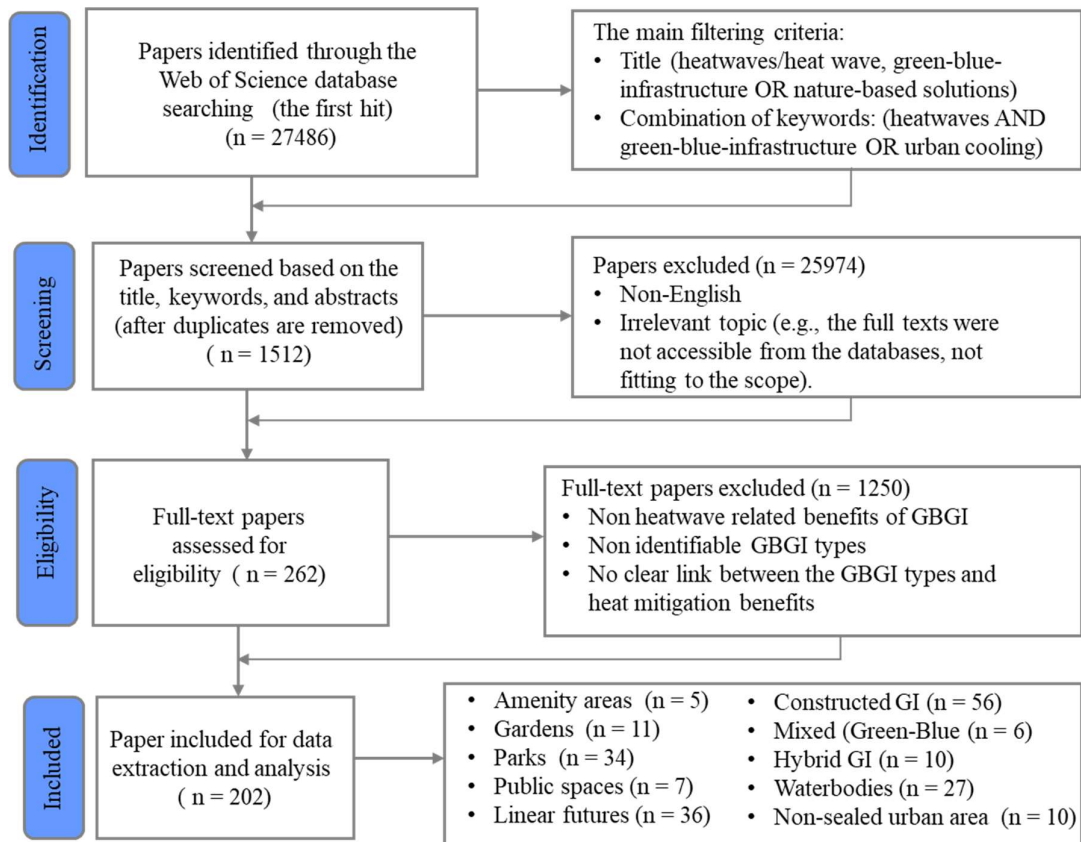 Identification
Papers identified through the
Web of Science database
searching (the first hit)
(n = 27486)
The main filtering criteria:
• Title (heatwaves/heat wave, green-blue-
infrastructure OR nature-based solutions)
• Combination of keywords: (heatwaves AND
green-blue-infrastructure OR urban cooling)
Screening
Papers screened based on the
title, keywords, and abstracts
(after duplicates are removed)
( n = 1512)
Papers excluded (n = 25974)
• Non-English
• Irrelevant topic (e.g., the full texts were
not accessible from the databases, not
fitting to the scope).
Eligibility
Full-text papers
assessed for
eligibility ( n = 262)
Full-text papers excluded (n = 1250)
• Non heatwave related benefits of GBGI
• Non identifiable GBGI types
• No clear link between the GBGI types and
heat mitigation benefits
Included
Paper included for data
extraction and analysis
( n = 202)
• Amenity areas (n = 5)
• Gardens (n = 11)
• Parks (n = 34)
• Public spaces (n = 7)
• Linear futures (n = 36)
• Constructed GI (n = 56)
• Mixed (Green-Blue (n = 6)
• Hybrid GI (n = 10)
• Waterbodies (n = 27)
• Non-sealed urban area (n = 10)